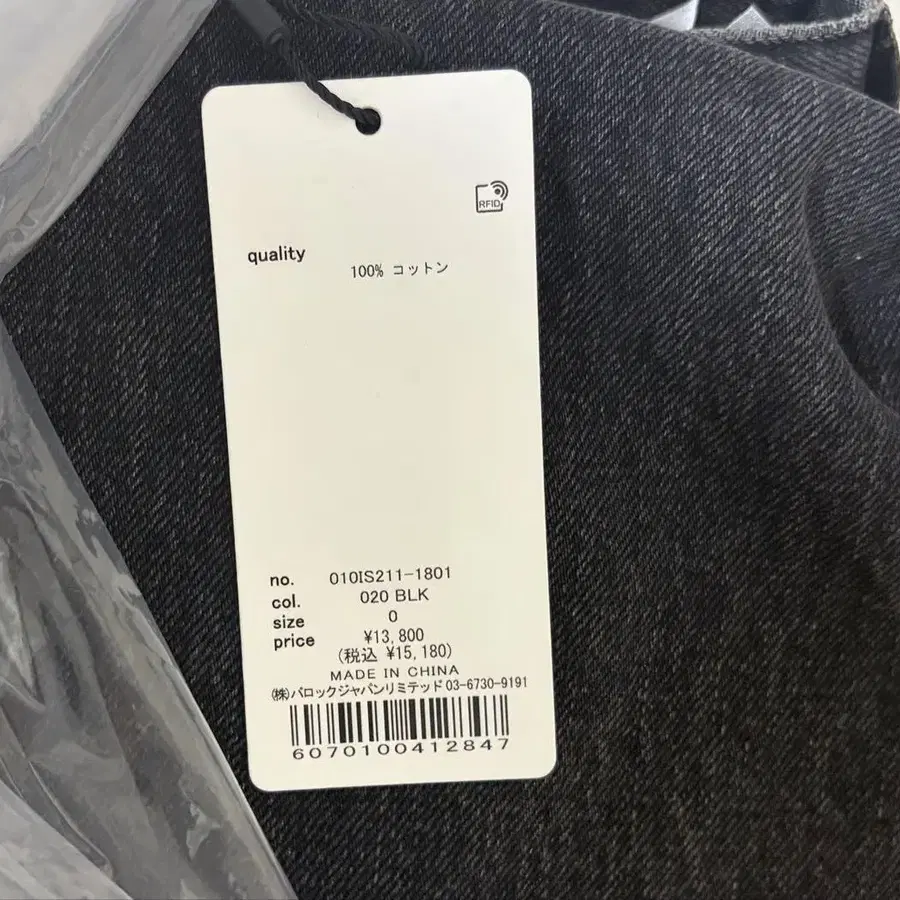 RFID
quality
100% コットン
no. 010IS211-1801
col. 020 BLK
size 0
price ¥13,800
(税込 ¥15,180)
MADE IN CHINA
㈱バロックジャパンリミテッド 03-6730-9191
6070100412847